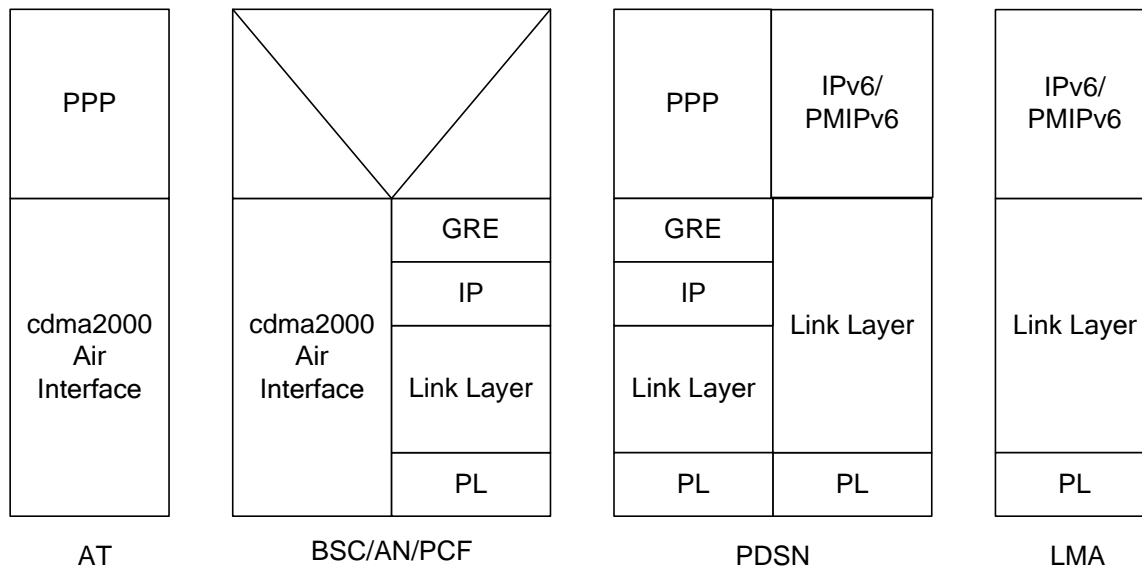 PPP
cdma2000
Air
Interface
AT
cdma2000
Air
Interface
GRE
IP
Link Layer
PL
BSC/AN/PCF
PPP
GRE
IP
Link Layer
PL
IPv6/
PMIPv6
Link Layer
PL
PDSN
IPv6/
PMIPv6
Link Layer
PL
LMA